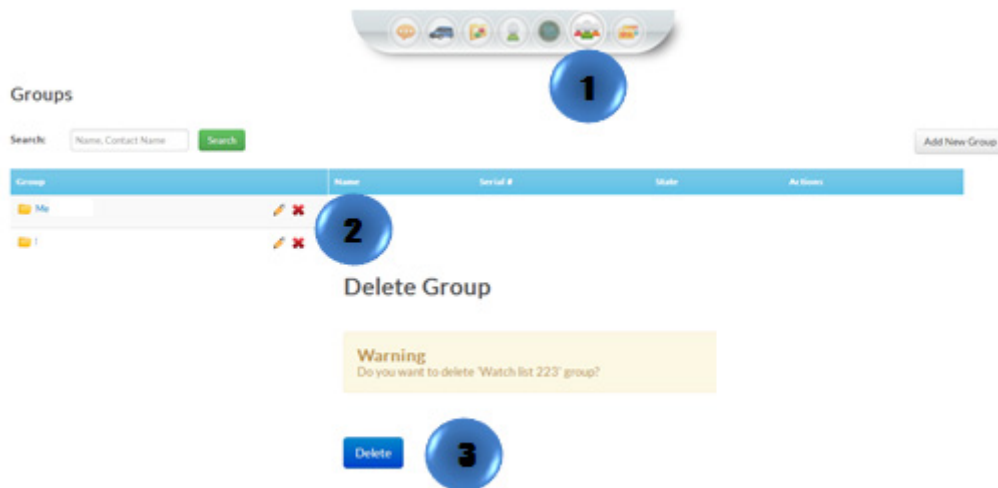 1
Groups
Search: Name, Contact Name Search Add New Group
Group Name Serial # State Actions
Me
2
!
Delete Group
Warning
Do you want to delete 'Watch list 223' group?
Delete 3